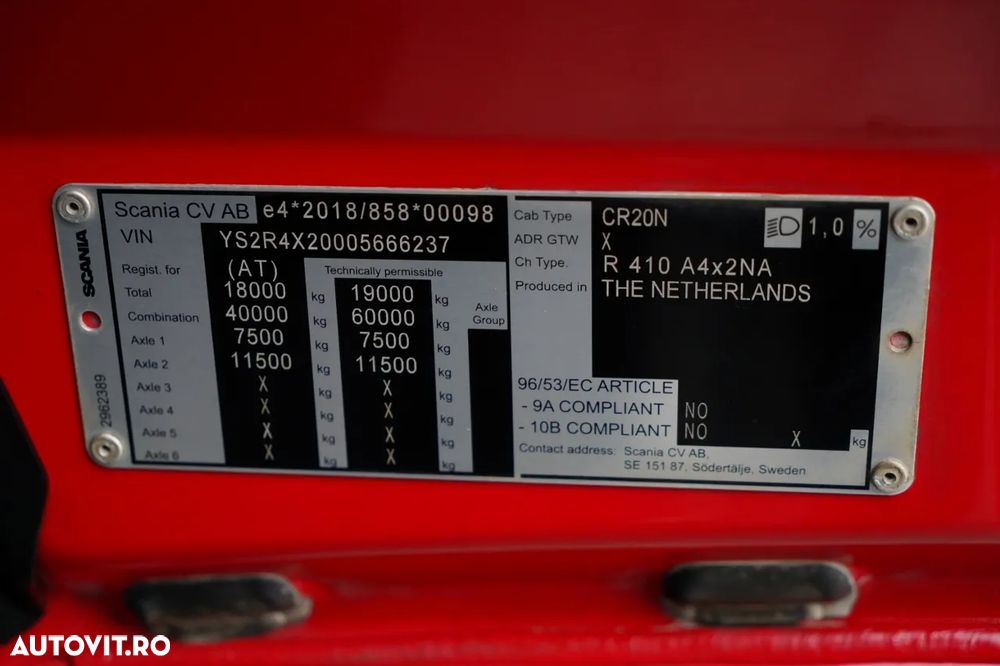 SCANIA
2962389
Scania CV AB e4*2018/858*00098
VIN YS2R4X20005666237
Regist. for (AT) Technically permissible
Total 18000 kg 19000 kg Axle Group
Combination 40000 kg 60000 kg
Axle 1 7500 kg 7500 kg
Axle 2 11500 kg 11500 kg
Axle 3 X kg X kg
Axle 4 X kg X kg
Axle 5 X kg X kg
Axle 6 X kg X kg
Cab Type CR20N 1,0 %
ADR GTW X
Ch Type. R 410 A4x2NA
Produced in THE NETHERLANDS
96/53/EC ARTICLE
- 9A COMPLIANT NO
- 10B COMPLIANT NO X kg
Contact address: Scania CV AB,
SE 151 87, Södertälje, Sweden
AUTOVIT.RO